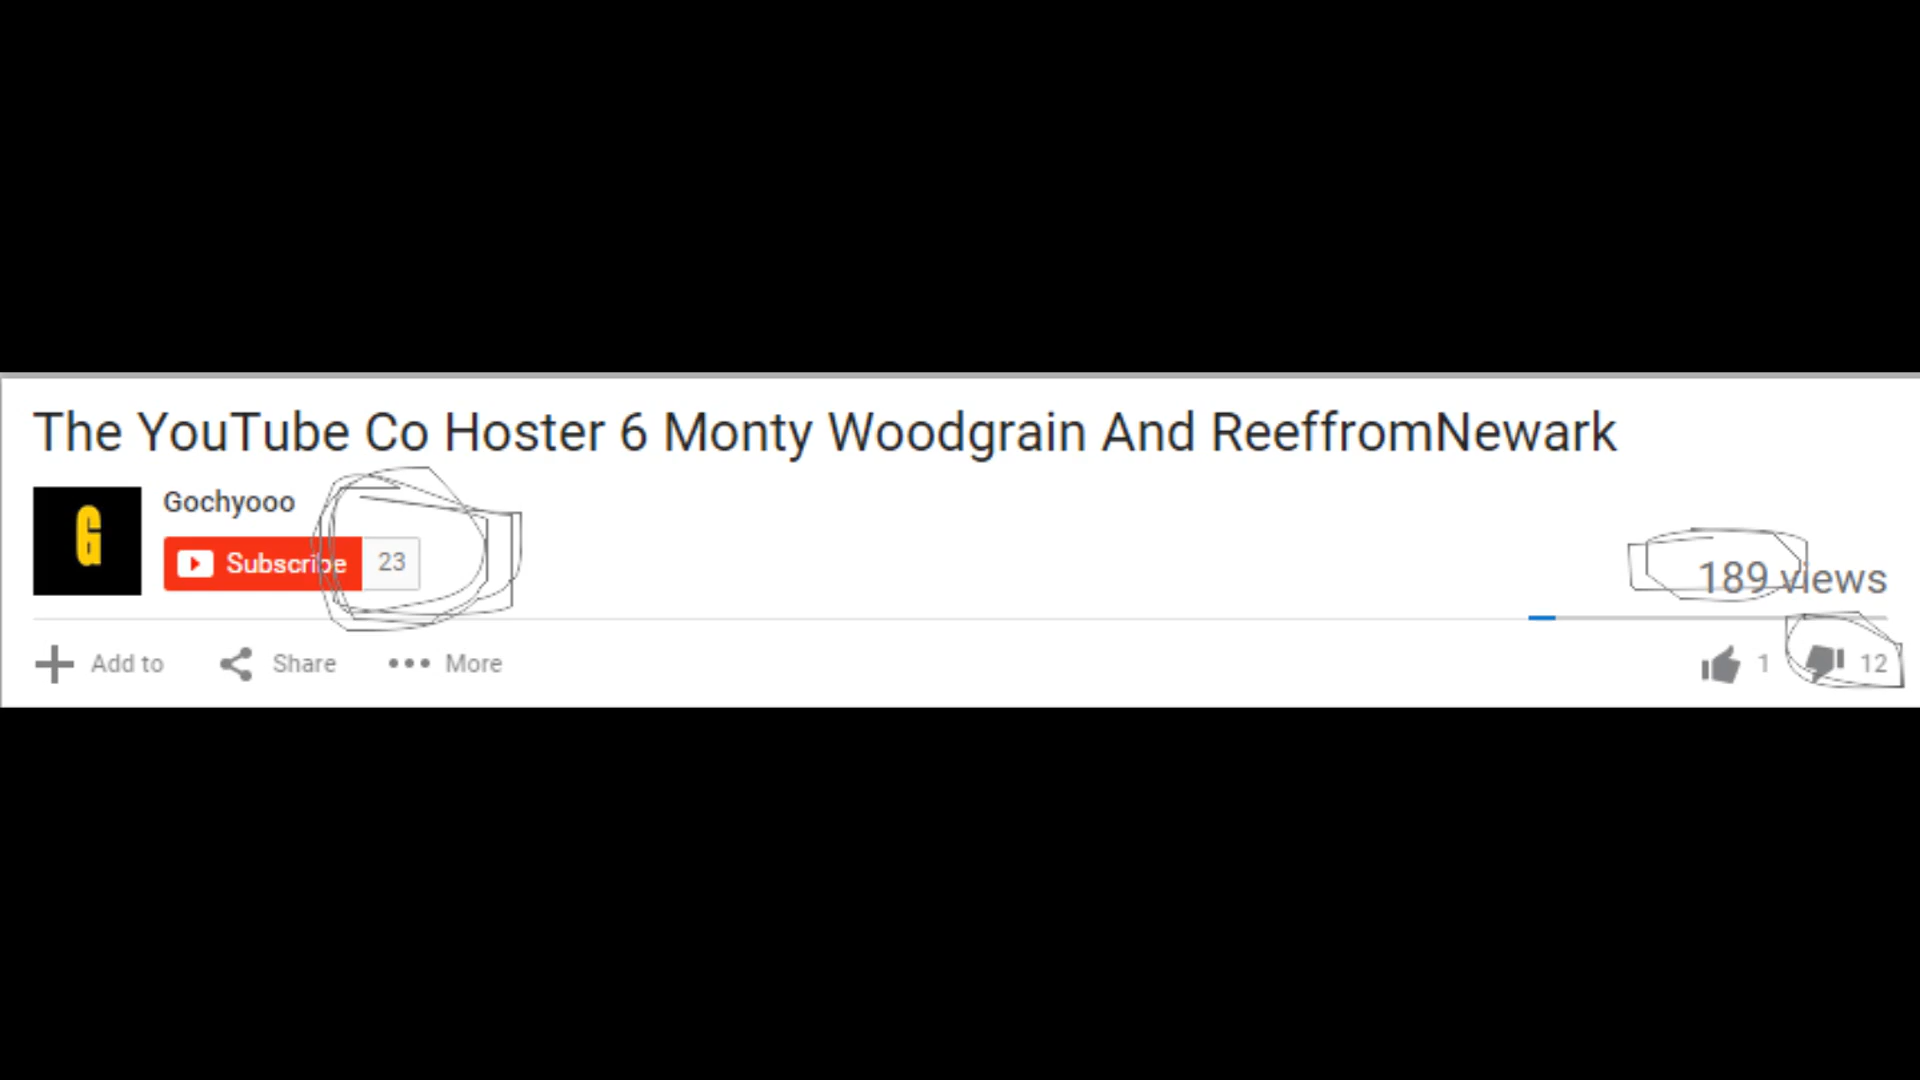 The YouTube Co Hoster 6 Monty Woodgrain And ReeffromNewark
G
Gochyooo
Subscribe 23
189 views
Add to Share More 1 12